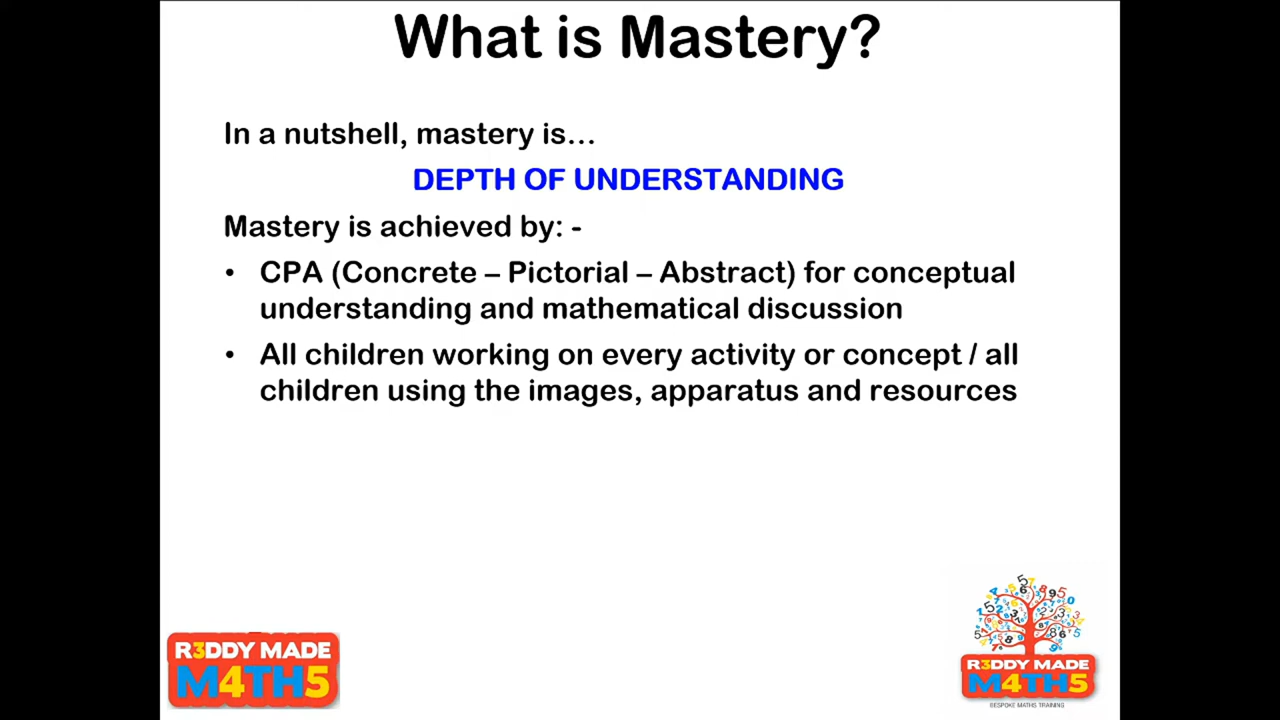 What is Mastery?
In a nutshell, mastery is...
DEPTH OF UNDERSTANDING
Mastery is achieved by: -
• CPA (Concrete – Pictorial – Abstract) for conceptual
understanding and mathematical discussion
• All children working on every activity or concept / all
children using the images, apparatus and resources
R3DDY MADE
M4TH5
R3DDY MADE
M4TH5
BESPOKE MATHS TRAINING